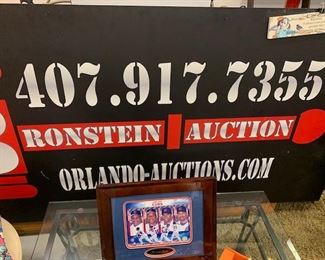 407.917.7355
RONSTEIN AUCTION
ORLANDO-AUCTIONS.COM